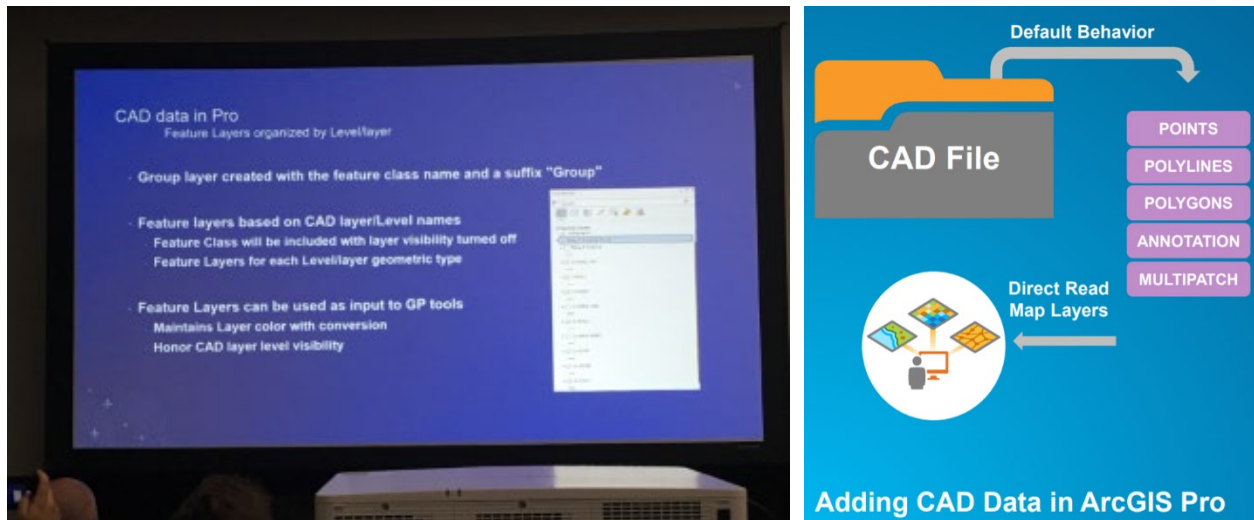 CAD data in Pro
Feature Layers organized by Level/layer
Group layer created with the feature class name and a suffix "Group"
Feature layers based on CAD layer/Level names
Feature Class will be included with layer visibility turned off
Feature Layers for each Level/layer geometric type
Feature Layers can be used as input to GP tools
Maintains Layer color with conversion
Honor CAD layer level visibility
Default Behavior
CAD File
POINTS
POLYLINES
POLYGONS
ANNOTATION
MULTIPATCH
Direct Read
Map Layers
Adding CAD Data in ArcGIS Pro